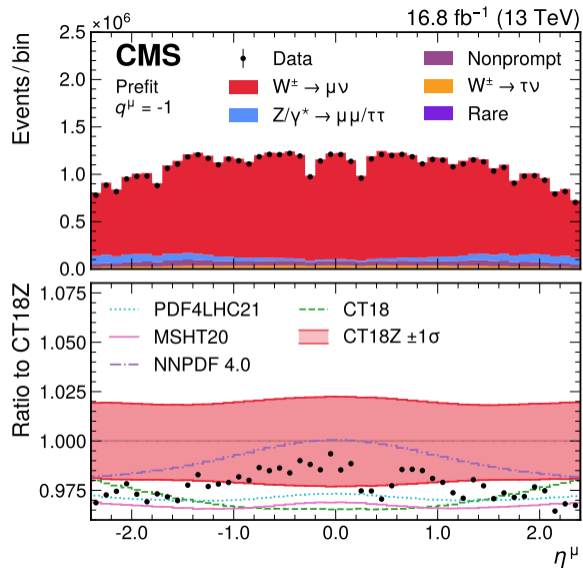 16.8 fb⁻¹ (13 TeV)
×10⁶
CMS
Prefit
q^μ = -1
Data
W± → μν
Z/γ* → μμ/ττ
Nonprompt
W± → τν
Rare
Events/bin
2.5
2.0
1.5
1.0
0.5
0.0
Ratio to CT18Z
1.075
1.050
1.025
1.000
0.975
PDF4LHC21
MSHT20
NNPDF 4.0
CT18
CT18Z ±1σ
-2.0 -1.0 0.0 1.0 2.0
η^μ